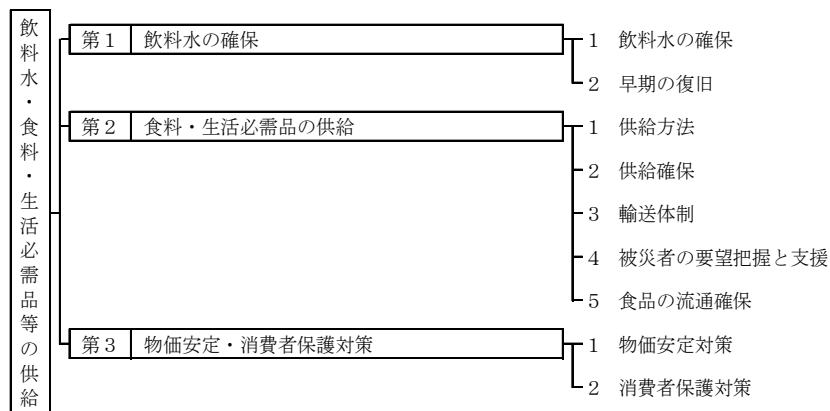 飲料水・食料・生活必需品等の供給
第１ 飲料水の確保
１ 飲料水の確保
２ 早期の復旧
第２ 食料・生活必需品の供給
１ 供給方法
２ 供給確保
３ 輸送体制
４ 被災者の要望把握と支援
５ 食品の流通確保
第３ 物価安定・消費者保護対策
１ 物価安定対策
２ 消費者保護対策